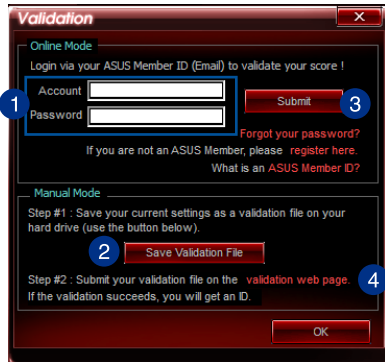 Validation
Online Mode
Login via your ASUS Member ID (Email) to validate your score !
Account
1
Password
Submit
3
Forgot your password?
If you are not an ASUS Member, please register here.
What is an ASUS Member ID?
Manual Mode
Step #1 : Save your current settings as a validation file on your
hard drive (use the button below).
2
Save Validation File
Step #2 : Submit your validation file on the validation web page.
4
If the validation succeeds, you will get an ID.
OK